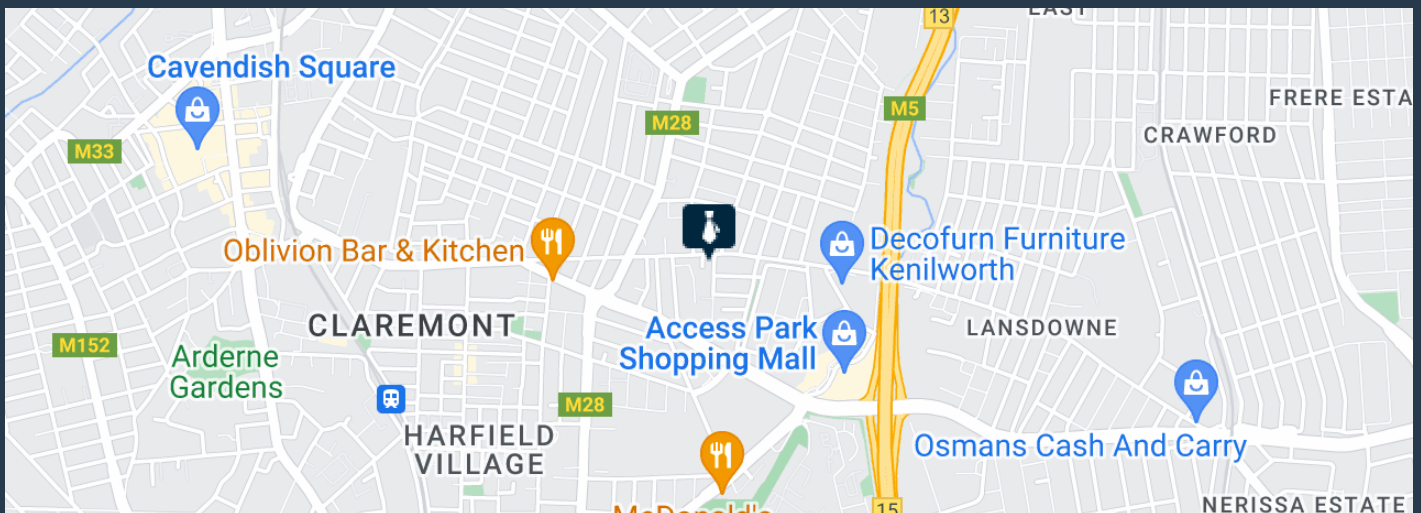 13
EAST
Cavendish Square
FRERE ESTA
M5
M28
CRAWFORD
M33
Oblivion Bar & Kitchen
Decofurn Furniture
Kenilworth
CLAREMONT
Access Park
Shopping Mall
LANSDOWNE
M152
Arderne
Gardens
M28
HARFIELD
VILLAGE
Osmans Cash And Carry
15
NERISSA ESTATE
McDonald's